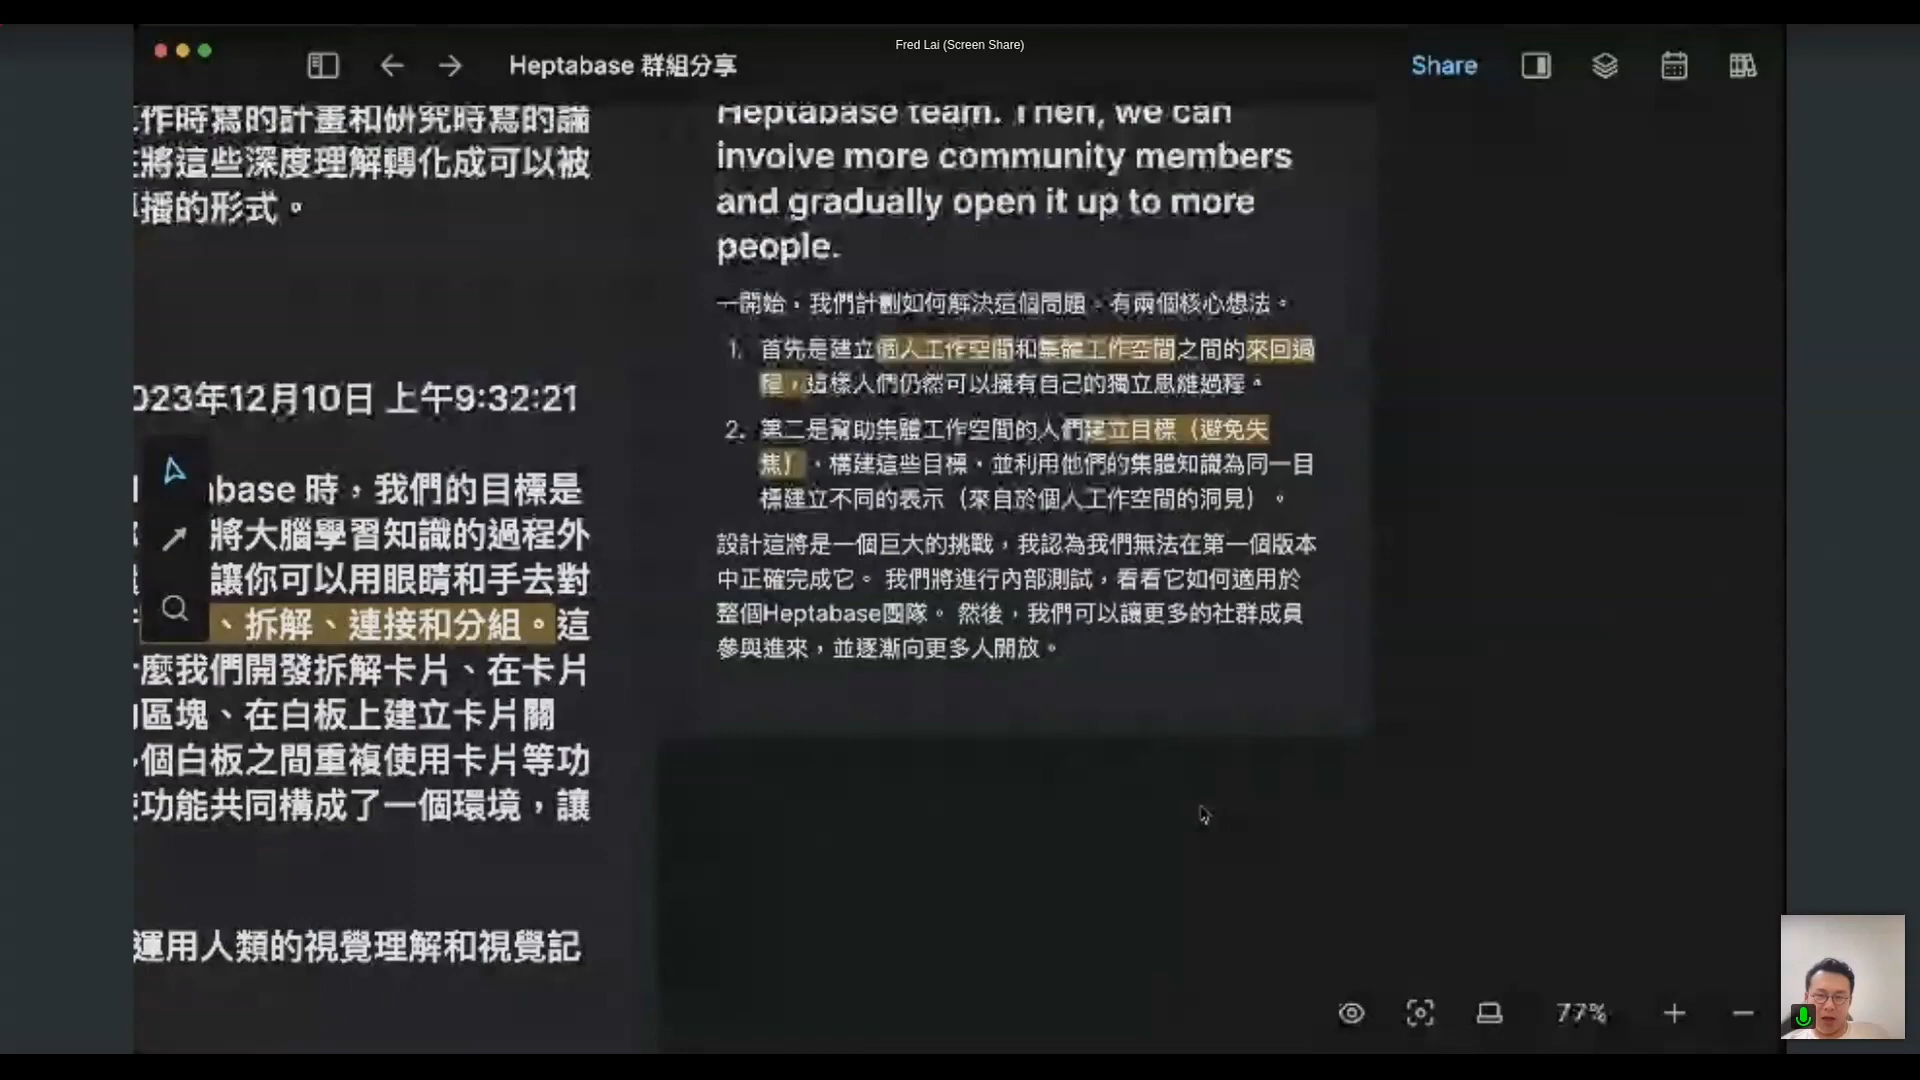 Fred Lai (Screen Share)
Heptabase 群組分享
Share
作時寫的計畫和研究時寫的論
將這些深度理解轉化成可以被
播的形式。
023年12月10日 上午9:32:21
base 時，我們的目標是
將大腦學習知識的過程外
讓你可以用眼睛和手去對
、拆解、連接和分組。這
麼我們開發拆解卡片、在卡片
區塊、在白板上建立卡片關
個白板之間重複使用卡片等功
功能共同構成了一個環境，讓
運用人類的視覺理解和視覺記
Heptabase team. Then, we can
involve more community members
and gradually open it up to more
people.
一開始，我們計劃如何解決這個問題。有兩個核心想法。
1. 首先是建立個人工作空間和集體工作空間之間的來回過
程，這樣人們仍然可以擁有自己的獨立思維過程。
2. 第二是幫助集體工作空間的人們建立目標（避免失
焦），構建這些目標，並利用他們的集體知識為同一目
標建立不同的表示（來自於個人工作空間的洞見）。
設計這將是一個巨大的挑戰，我認為我們無法在第一個版本
中正確完成它。 我們將進行內部測試，看看它如何適用於
整個Heptabase團隊。 然後，我們可以讓更多的社群成員
參與進來，並逐漸向更多人開放。
77%